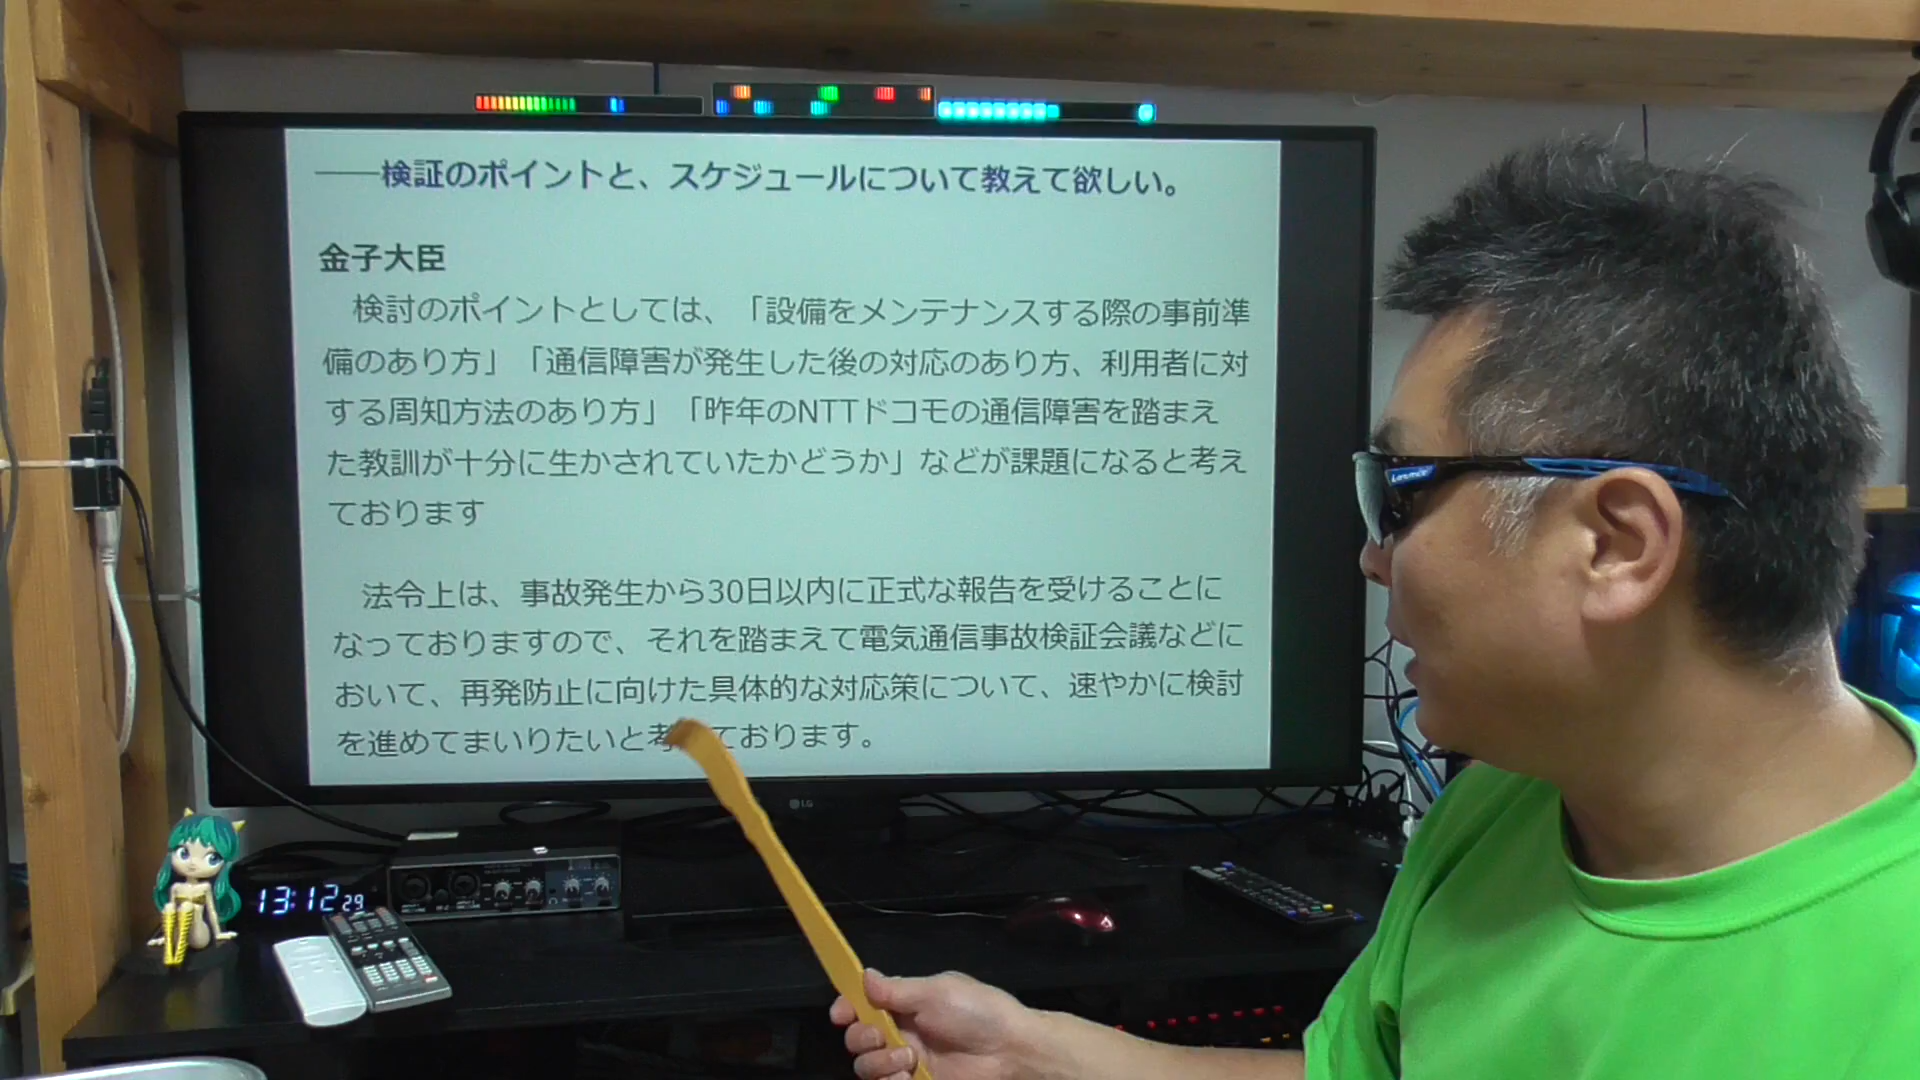 ──検証のポイントと、スケジュールについて教えて欲しい。
金子大臣
検討のポイントとしては、「設備をメンテナンスする際の事前準
備のあり方」「通信障害が発生した後の対応のあり方、利用者に対
する周知方法のあり方」「昨年のNTTドコモの通信障害を踏まえ
た教訓が十分に生かされていたかどうか」などが課題になると考え
ております
法令上は、事故発生から30日以内に正式な報告を受けることに
なっておりますので、それを踏まえて電気通信事故検証会議などに
おいて、再発防止に向けた具体的な対応策について、速やかに検討
を進めてまいりたいと考ております。
LG
13:12 29